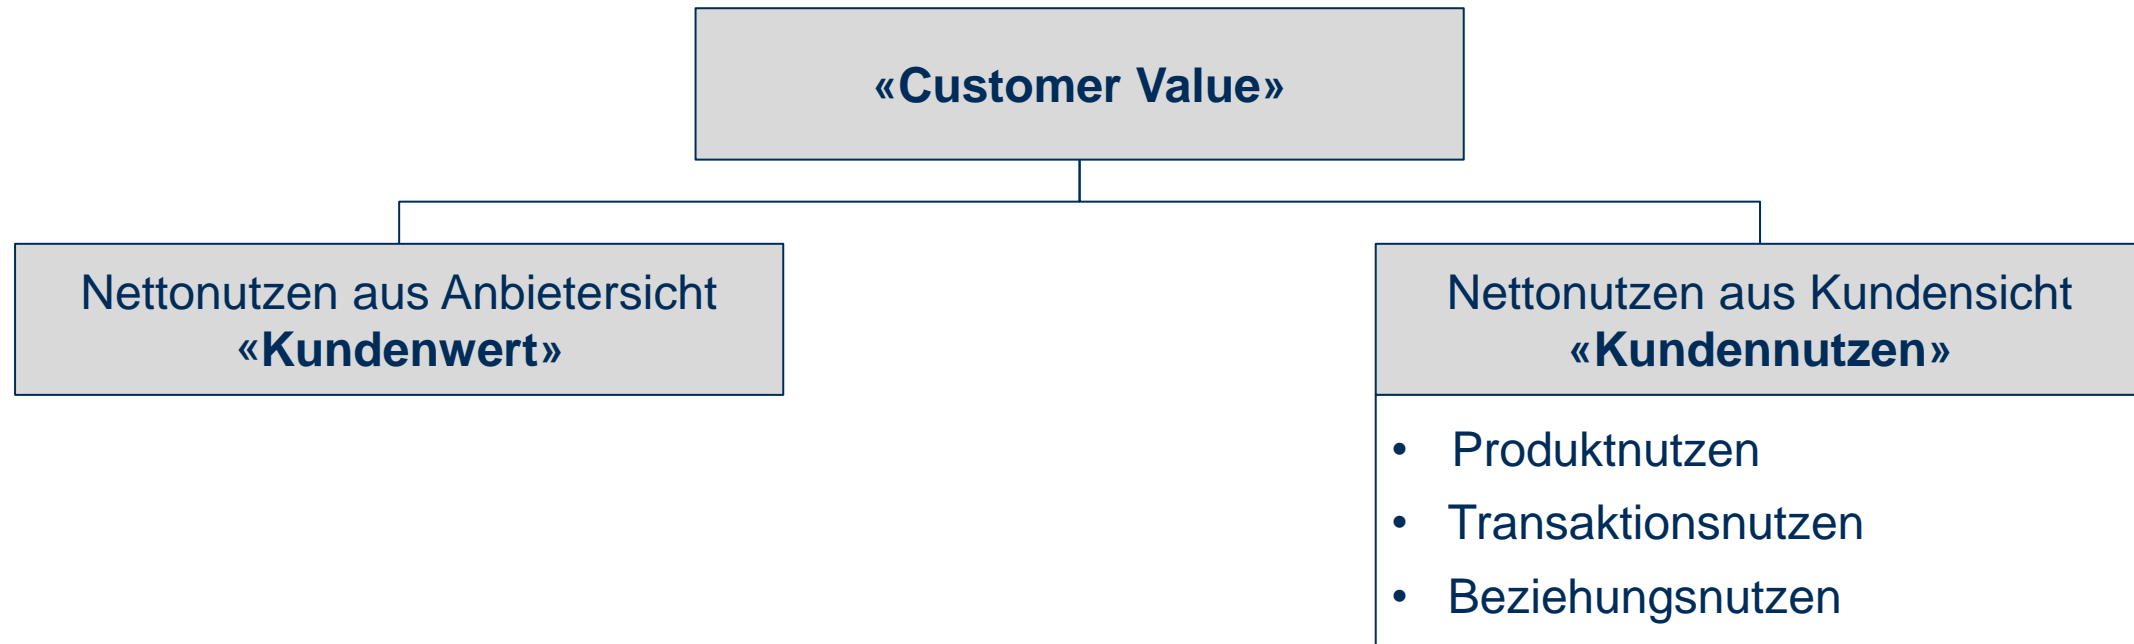 «Customer Value»
Nettonutzen aus Anbietersicht
«Kundenwert»
Nettonutzen aus Kundensicht
«Kundennutzen»
• Produktnutzen
• Transaktionsnutzen
• Beziehungsnutzen